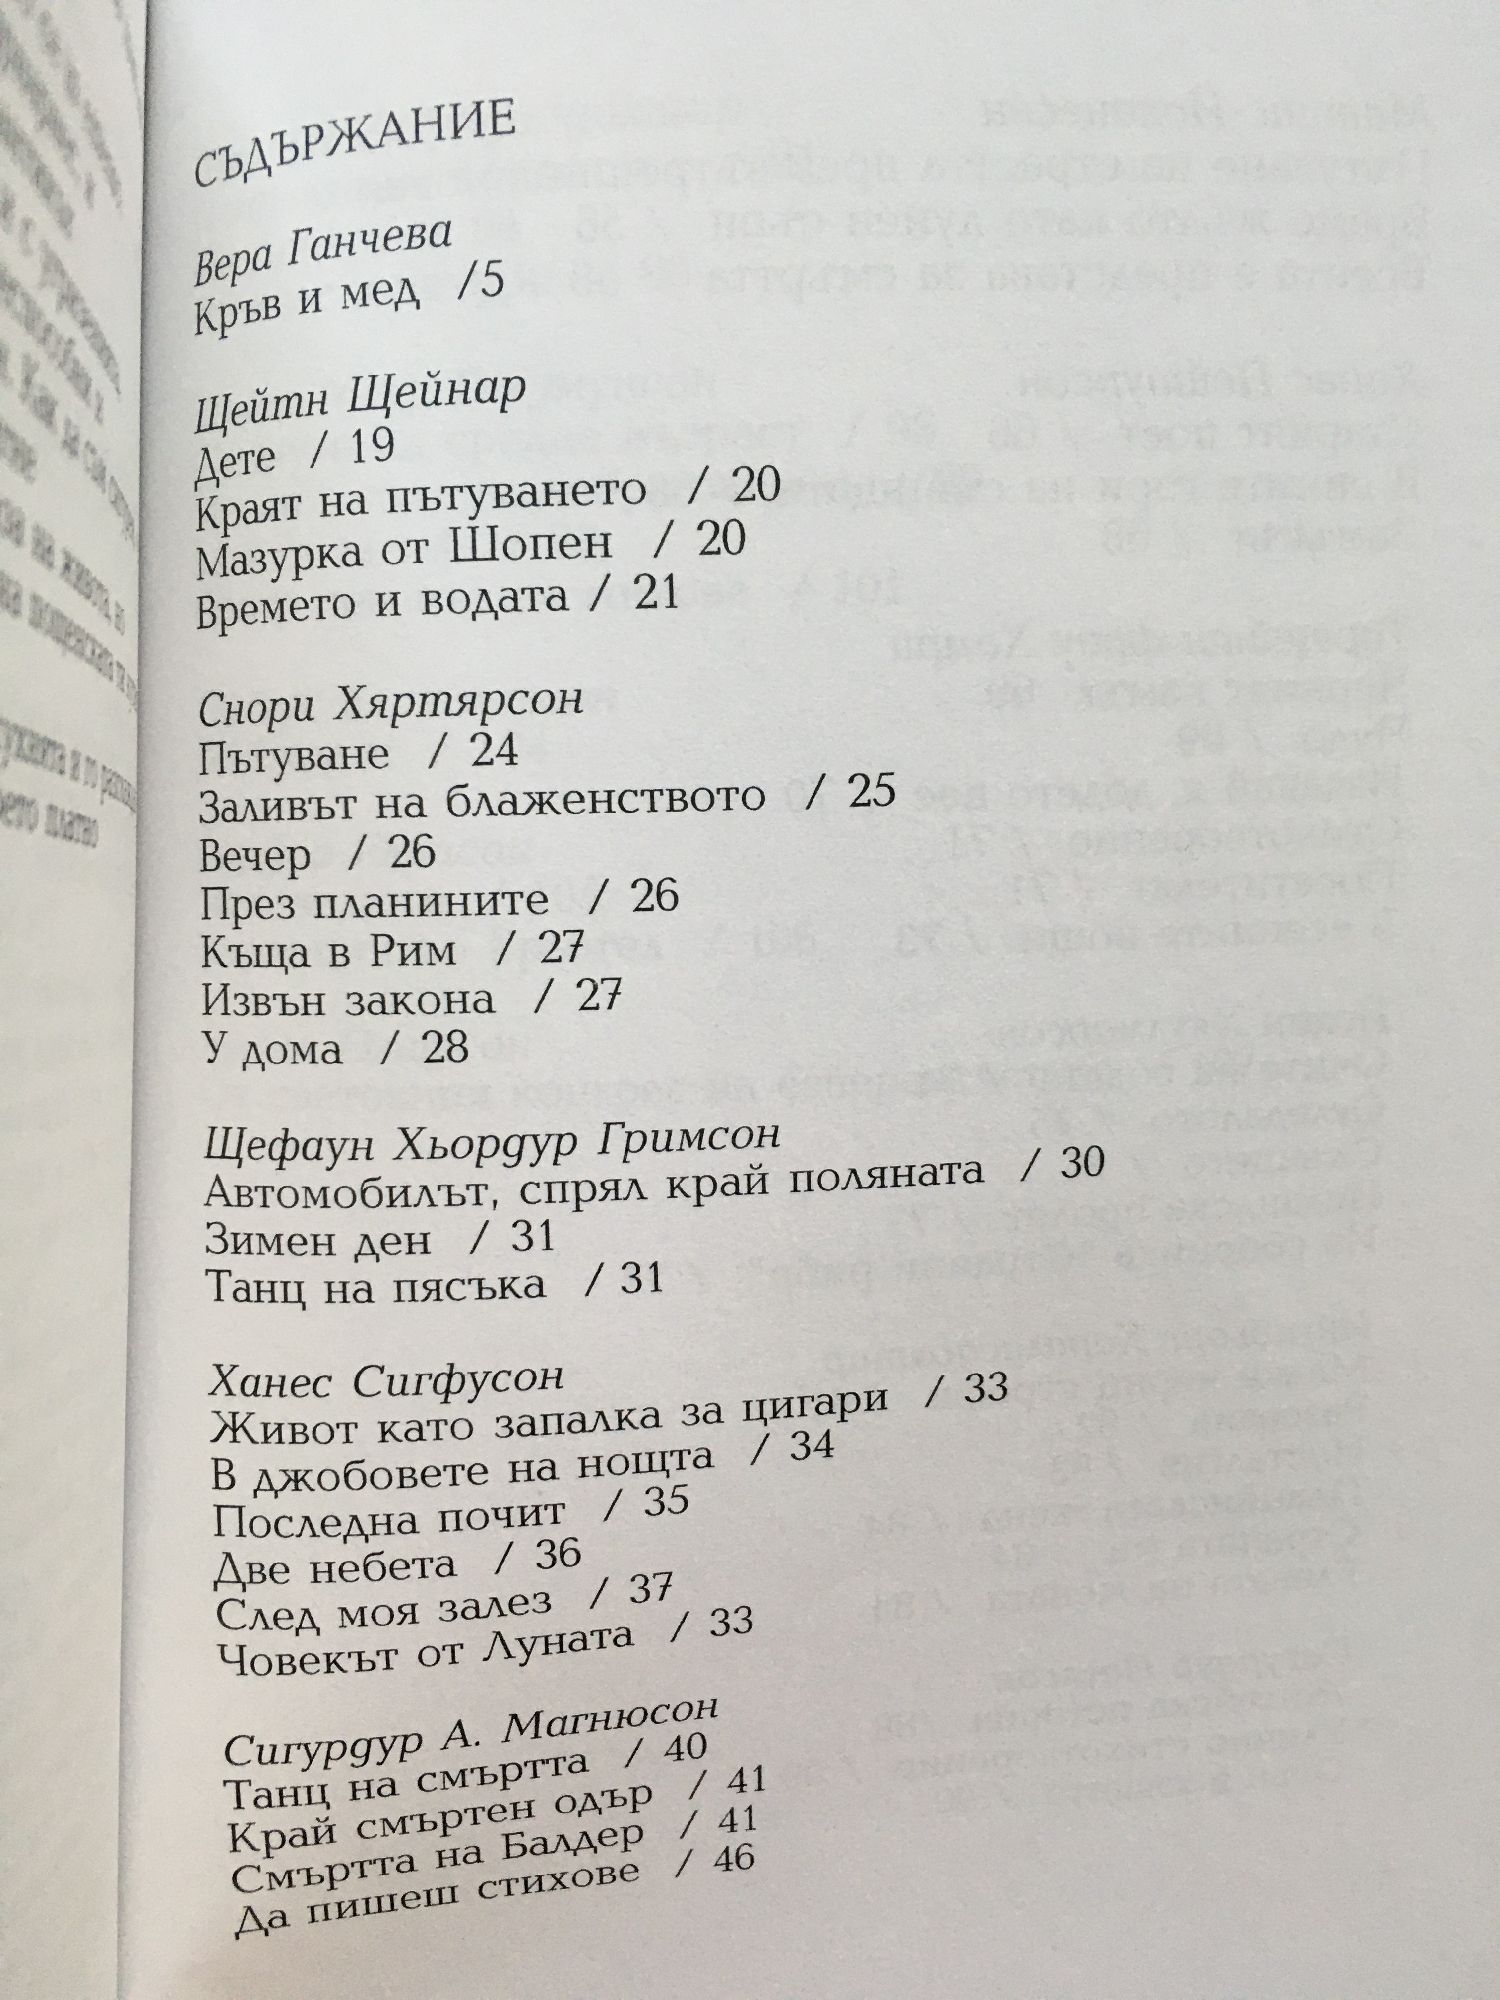 СЪДЪРЖАНИЕ
Вера Ганчева
Кръв и мед /5
Щейтн Щейнар
Дете / 19
Краят на пътуването / 20
Мазурка от Шопен / 20
Времето и водата / 21
Снори Хяртярсон
Пътуване / 24
Заливът на блаженството / 25
Вечер / 26
През планините / 26
Къща в Рим / 27
Извън закона / 27
У дома / 28
Щефаун Хьордур Гримсон
Автомобилът, спрял край поляната / 30
Зимен ден / 31
Танц на пясъка / 31
Ханес Сигфусон
Живот като запалка за цигари / 33
В джобовете на нощта / 34
Последна почит / 35
Две небета / 36
След моя залез / 37
Човекът от Луната / 33
Сигурдур А. Магнюсон
Танц на смъртта / 40
Край смъртен одър / 41
Смъртта на Балдер / 41
Да пишеш стихове / 46